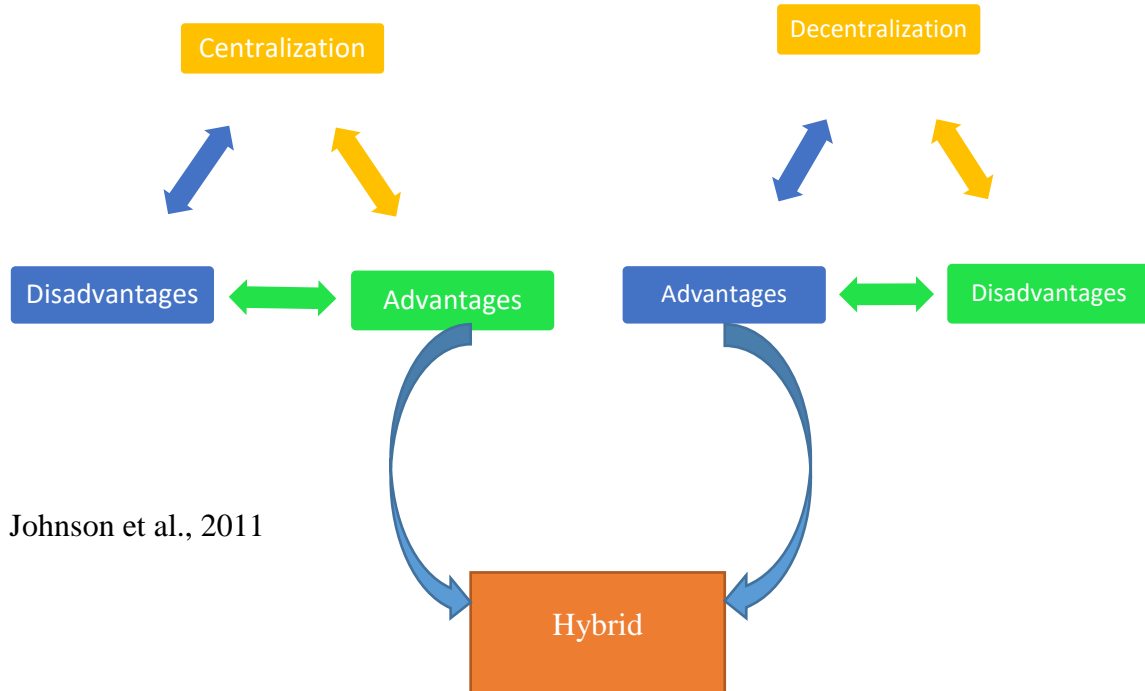 Centralization
Decentralization
Disadvantages
Advantages
Advantages
Disadvantages
Johnson et al., 2011
Hybrid